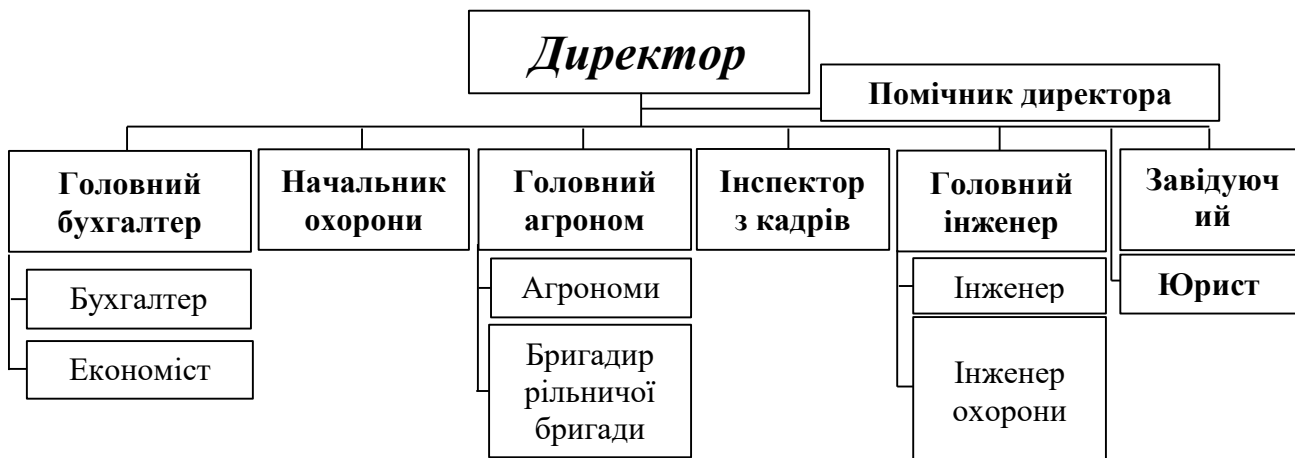 Директор
Помічник директора
Головний
бухгалтер
Начальник
охорони
Головний
агроном
Інспектор
з кадрів
Головний
інженер
Завідуюч
ий
Бухгалтер
Економіст
Агрономи
Бригадир
рільничої
бригади
Інженер
Інженер
охорони
Юрист